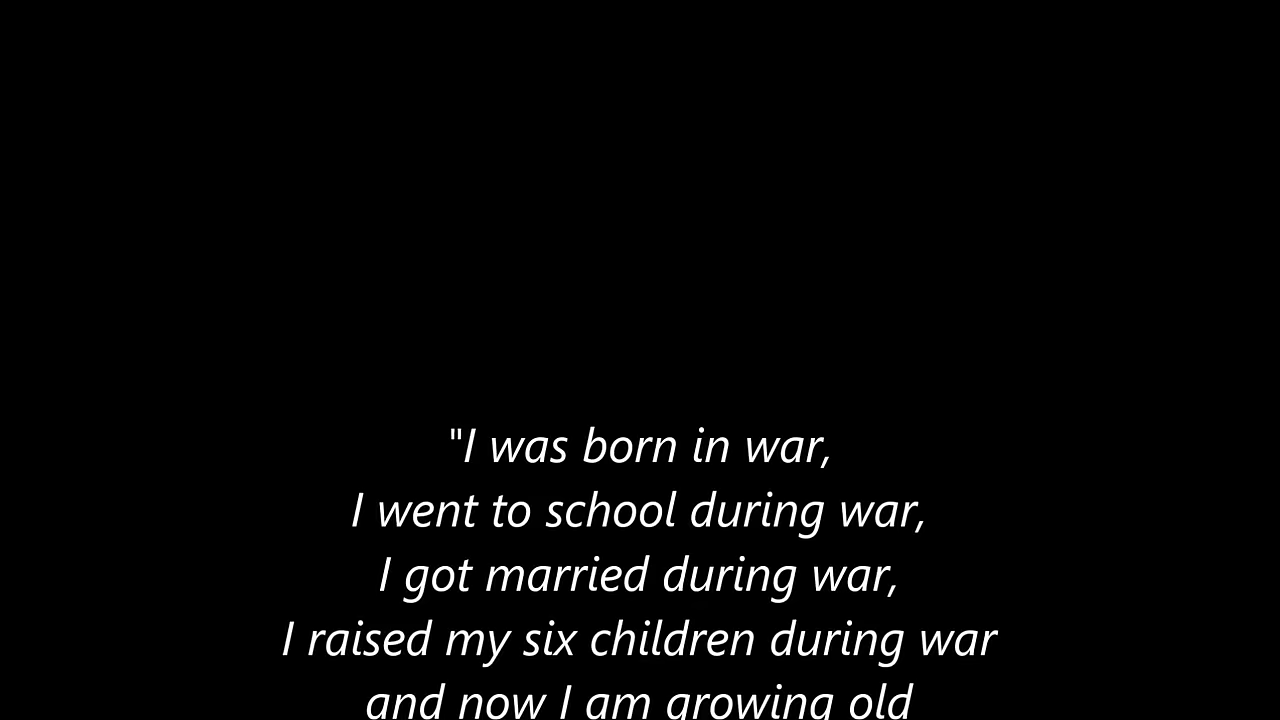 "I was born in war,
I went to school during war,
I got married during war,
I raised my six children during war
and now I am growing old